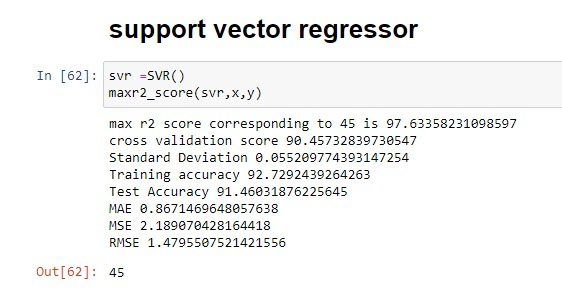 support vector regressor
In [62]: svr =SVR()
maxr2_score(svr,x,y)
max r2 score corresponding to 45 is 97.63358231098597
cross validation score 90.45732839730547
Standard Deviation 0.055209774393147254
Training accuracy 92.7292439264263
Test Accuracy 91.46031876225645
MAE 0.8671469648057638
MSE 2.189070428164418
RMSE 1.4795507521421556
Out[62]: 45